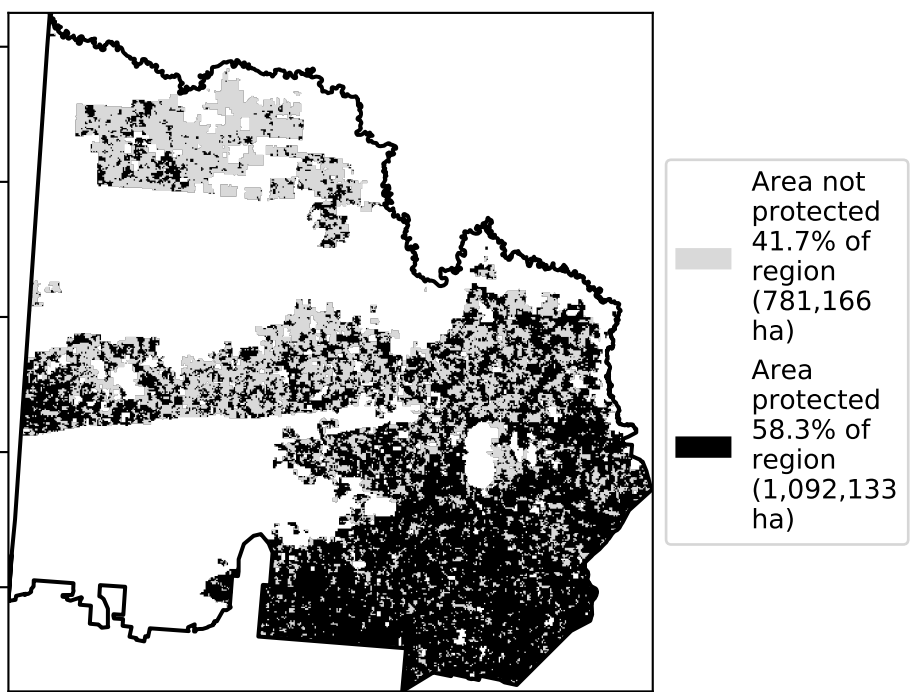 Area not
protected
41.7% of
region
(781,166
ha)
Area
protected
58.3% of
region
(1,092,133
ha)